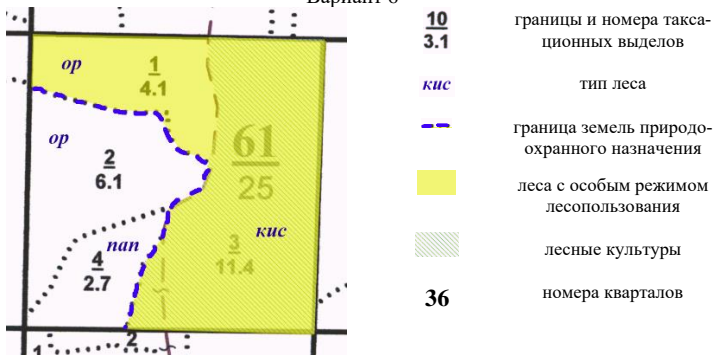 ор
1
4.1
ор
2
6.1
61
25
кис
3
11.4
пап
4
2.7
2
1
10
3.1
границы и номера такса-
ционных выделов
кис
тип леса
граница земель природо-
охранного назначения
леса с особым режимом
лесопользования
лесные культуры
36
номера кварталов